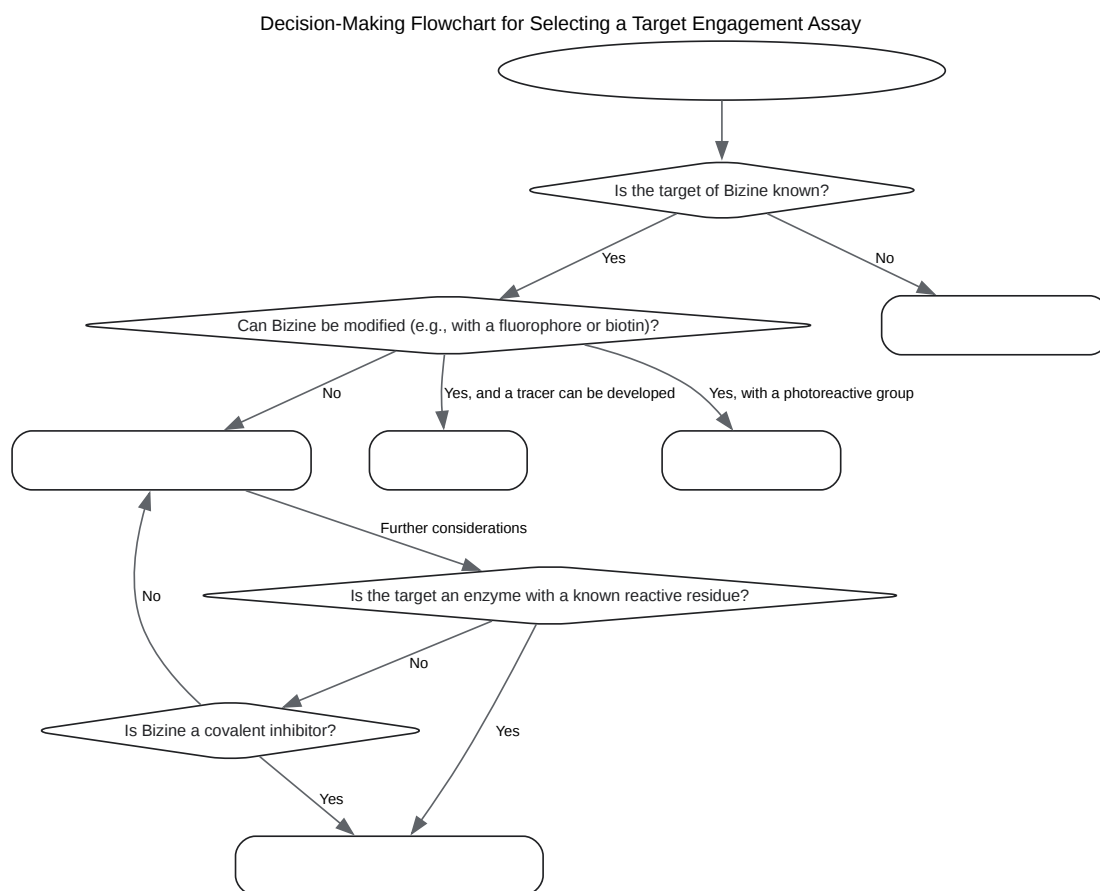 Decision-Making Flowchart for Selecting a Target Engagement Assay
Is the target of Bizine known?
Yes
No
Can Bizine be modified (e.g., with a fluorophore or biotin)?
No
Yes, and a tracer can be developed
Yes, with a photoreactive group
Further considerations
Is the target an enzyme with a known reactive residue?
No
No
Is Bizine a covalent inhibitor?
Yes
Yes